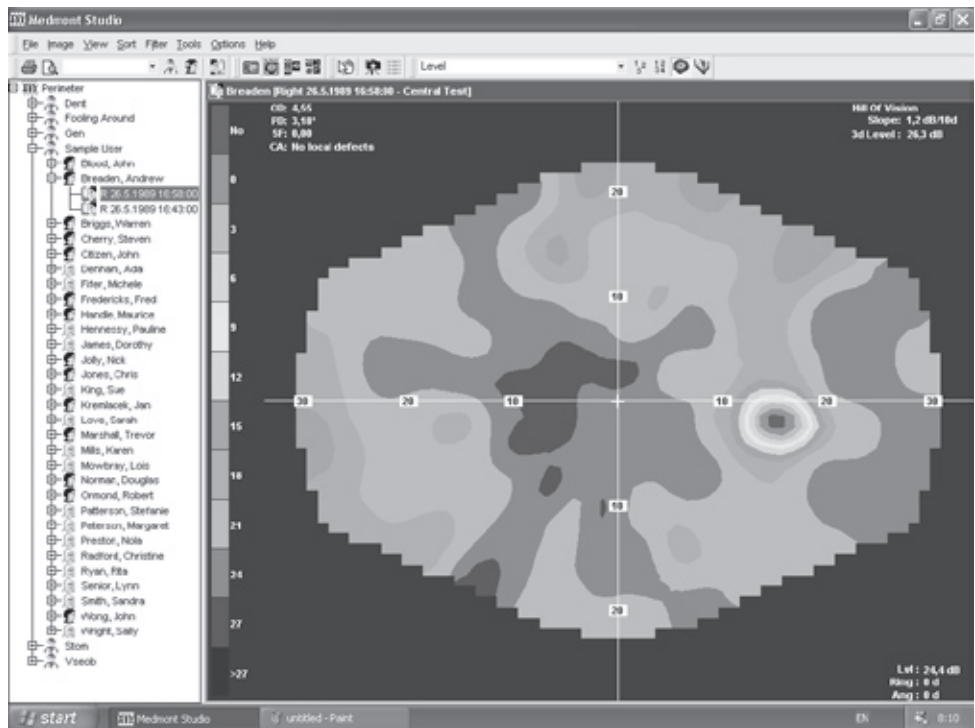 Medmont Studio
File Image View Sort Filter Tools Options Help
Level
Perimeter
Dent
Fooling Around
Gen
Sample User
Blood, John
Breaden, Andrew
R 26.5.1989 16:58:00
R 26.5.1989 16:43:00
Briggs, Warren
Cherry, Steven
Citizen, John
Denham, Ada
Fifer, Michele
Fredericks, Fred
Handle, Maurice
Hennessy, Pauline
James, Dorothy
Jolly, Nick
Jones, Chris
King, Sue
Kremlacek, Jan
Love, Sarah
Marshall, Trevor
Mills, Karen
Mowbray, Lois
Norman, Douglas
Ormond, Robert
Patterson, Stefanie
Peterson, Margaret
Preston, Nola
Radford, Christine
Ryan, Rita
Senior, Lynn
Smith, Sandra
Wong, John
Wright, Sally
Stom
Vseob
Breaden [Right 26.5.1989 16:58:00 - Central Test]
OD: 4,55
PD: 3,10°
SF: 0,00
CA: No local defects
Hill Of Vision
Slope: 1,2 dB/10d
3d Level: 26,3 dB
No
0
3
6
9
12
15
18
21
24
27
>27
20
10
30 20 10 10 20 30
20
Lvl: 24,4 dB
Ring: 0 d
Ang: 0 d
start Medmont Studio untitled - Paint EN 8:10